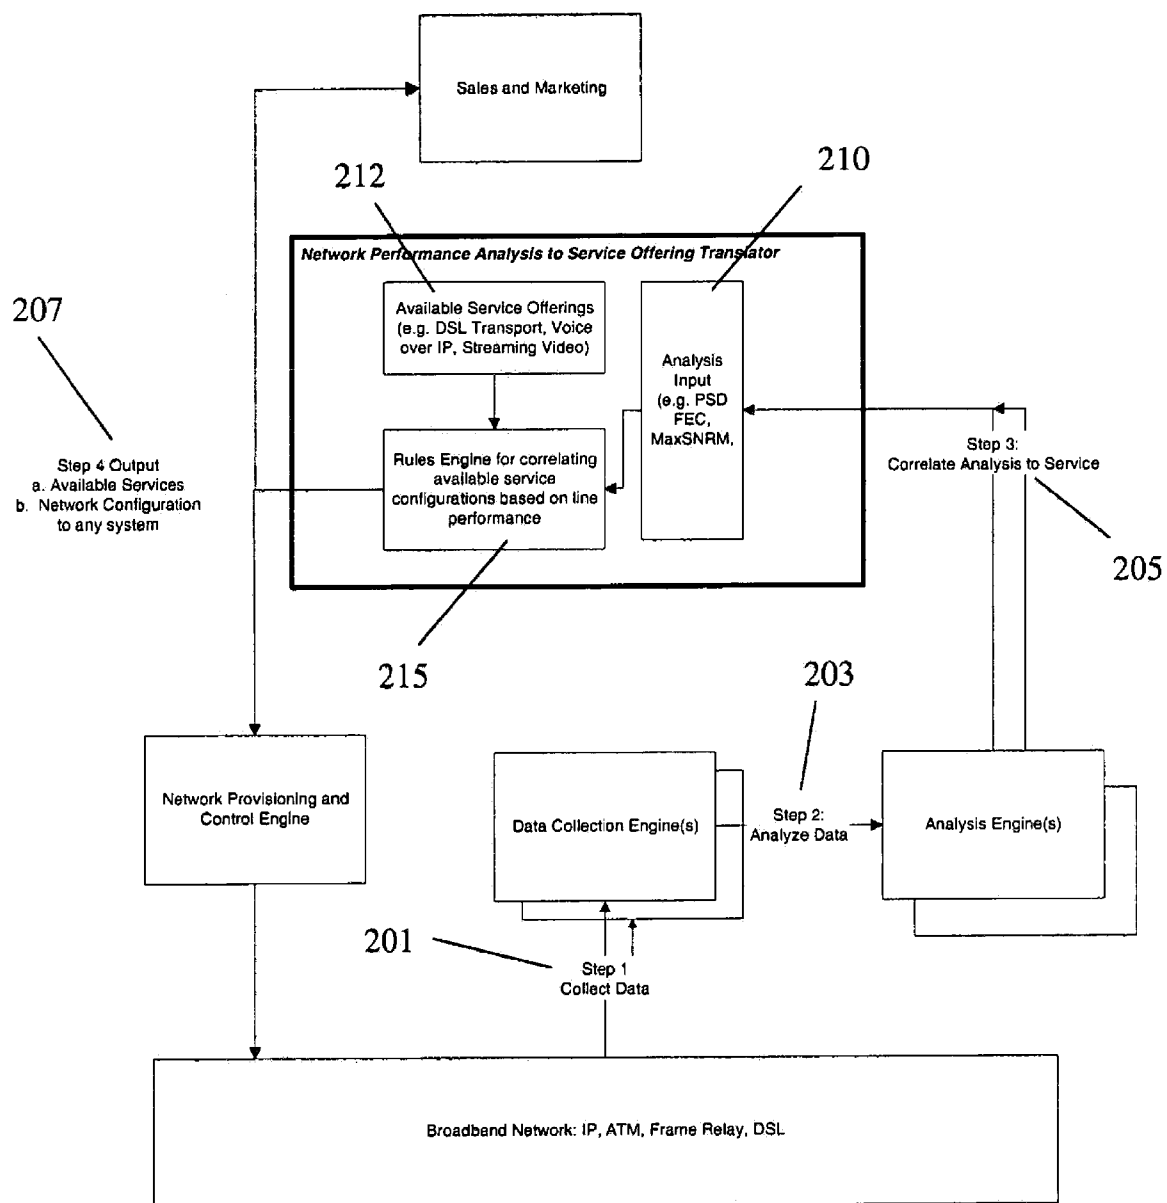 Sales and Marketing
212
210
Network Performance Analysis to Service Offering Translator
207
Available Service Offerings
(e.g. DSL Transport, Voice
over IP, Streaming Video)
Analysis
Input
(e.g. PSD
FEC,
MaxSNRM,
Step 3:
Correlate Analysis to Service
Step 4 Output
a. Available Services
b. Network Configuration
to any system
Rules Engine for correlating
available service
configurations based on line
performance
205
215
203
Network Provisioning and
Control Engine
Data Collection Engine(s)
Step 2:
Analyze Data
Analysis Engine(s)
201
Step 1
Collect Data
Broadband Network: IP, ATM, Frame Relay, DSL